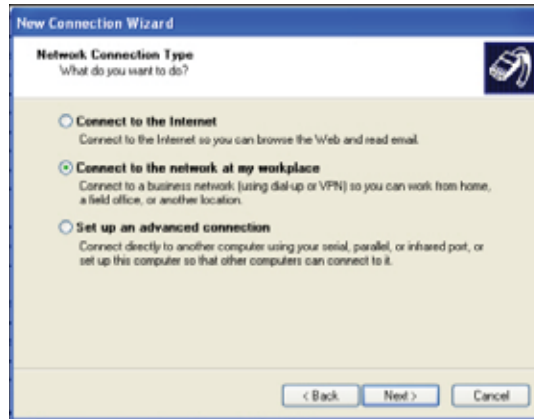 New Connection Wizard
Network Connection Type
What do you want to do?
Connect to the Internet
Connect to the Internet so you can browse the Web and read email.
Connect to the network at my workplace
Connect to a business network (using dial-up or VPN) so you can work from home,
a field office, or another location.
Set up an advanced connection
Connect directly to another computer using your serial, parallel, or infrared port, or
set up this computer so that other computers can connect to it.
< Back Next > Cancel